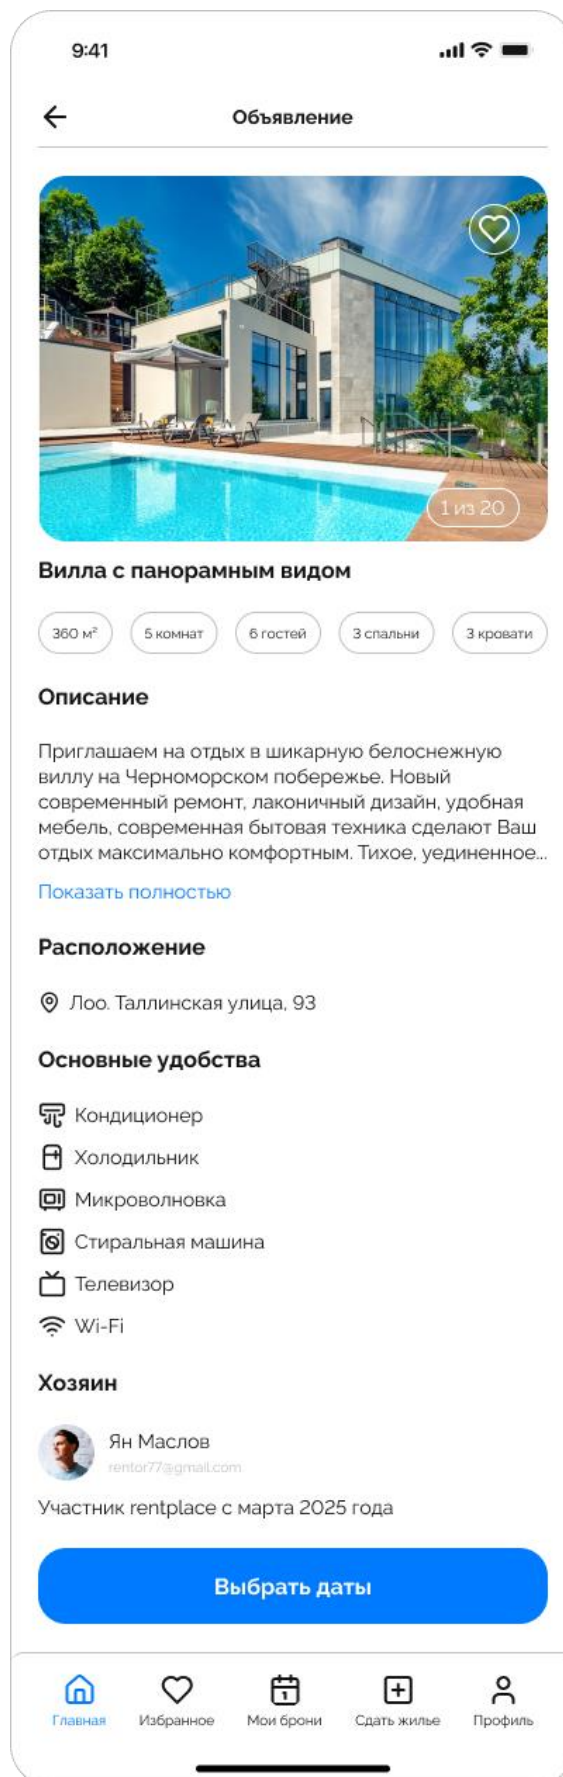 9:41
Объявление
1 из 20
Вилла с панорамным видом
360 м² 5 комнат 6 гостей 3 спальни 3 кровати
Описание
Приглашаем на отдых в шикарную белоснежную
виллу на Черноморском побережье. Новый
современный ремонт, лаконичный дизайн, удобная
мебель, современная бытовая техника сделают Ваш
отдых максимально комфортным. Тихое, уединенное...
Показать полностью
Расположение
Лоо. Таллинская улица, 93
Основные удобства
Кондиционер
Холодильник
Микроволновка
Стиральная машина
Телевизор
Wi-Fi
Хозяин
Ян Маслов
rentor77@gmail.com
Участник rentplace с марта 2025 года
Выбрать даты
1
Главная Избранное Мои брони Сдать жилье Профиль